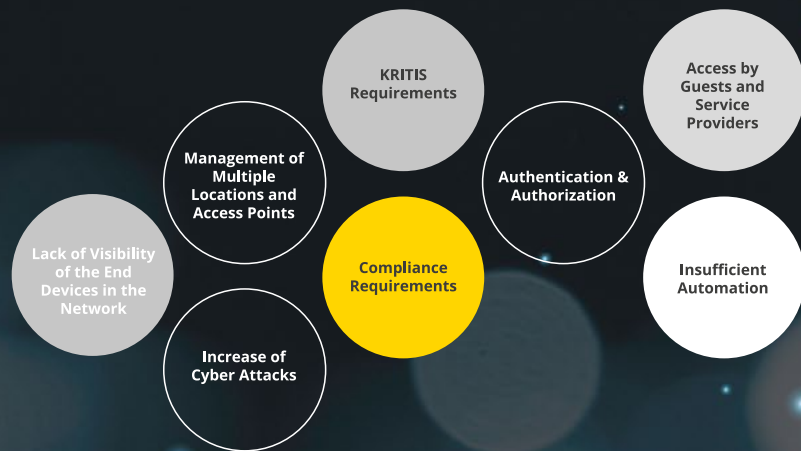 KRITIS
Requirements
Access by
Guests and
Service
Providers
Management of
Multiple
Locations and
Access Points
Authentication &
Authorization
Lack of Visibility
of the End
Devices in the
Network
Compliance
Requirements
Insufficient
Automation
Increase of
Cyber Attacks